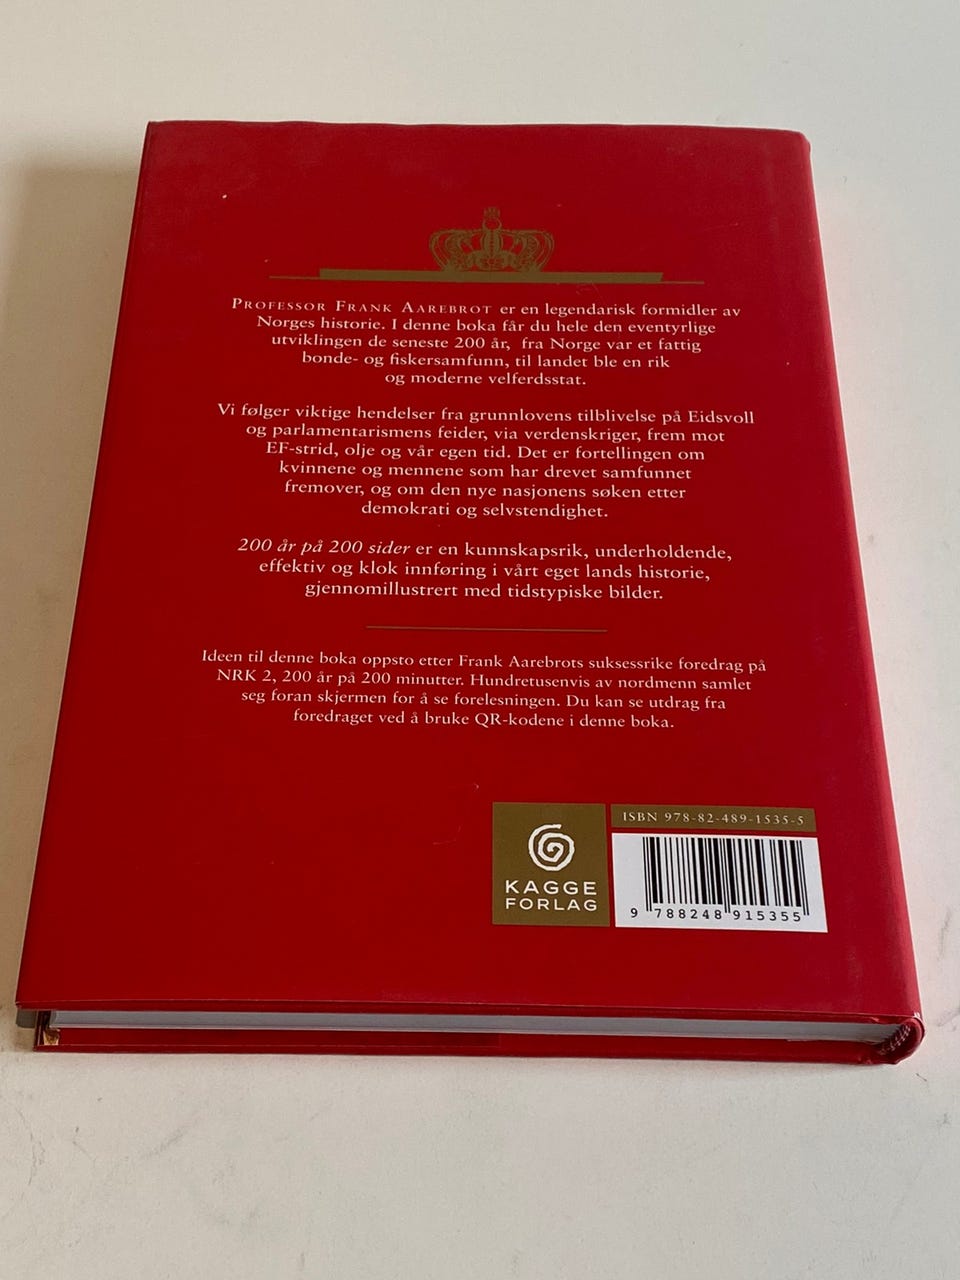 PROFESSOR FRANK AAREBROT er en legendarisk formidler av
Norges historie. I denne boka får du hele den eventyrlige
utviklingen de seneste 200 år, fra Norge var et fattig
bonde- og fiskersamfunn, til landet ble en rik
og moderne velferdsstat.
Vi følger viktige hendelser fra grunnlovens tilblivelse på Eidsvoll
og parlamentarismens feider, via verdenskriger, frem mot
EF-strid, olje og vår egen tid. Det er fortellingen om
kvinnene og mennene som har drevet samfunnet
fremover, og om den nye nasjonens søken etter
demokrati og selvstendighet.
200 år på 200 sider er en kunnskapsrik, underholdende,
effektiv og klok innføring i vårt eget lands historie,
gjennomillustrert med tidstypiske bilder.
Ideen til denne boka oppsto etter Frank Aarebrots suksessrike foredrag på
NRK 2, 200 år på 200 minutter. Hundretusenvis av nordmenn samlet
seg foran skjermen for å se forelesningen. Du kan se utdrag fra
foredraget ved å bruke QR-kodene i denne boka.
KAGGE
FORLAG
ISBN 978-82-489-1535-5
9 788248 915355